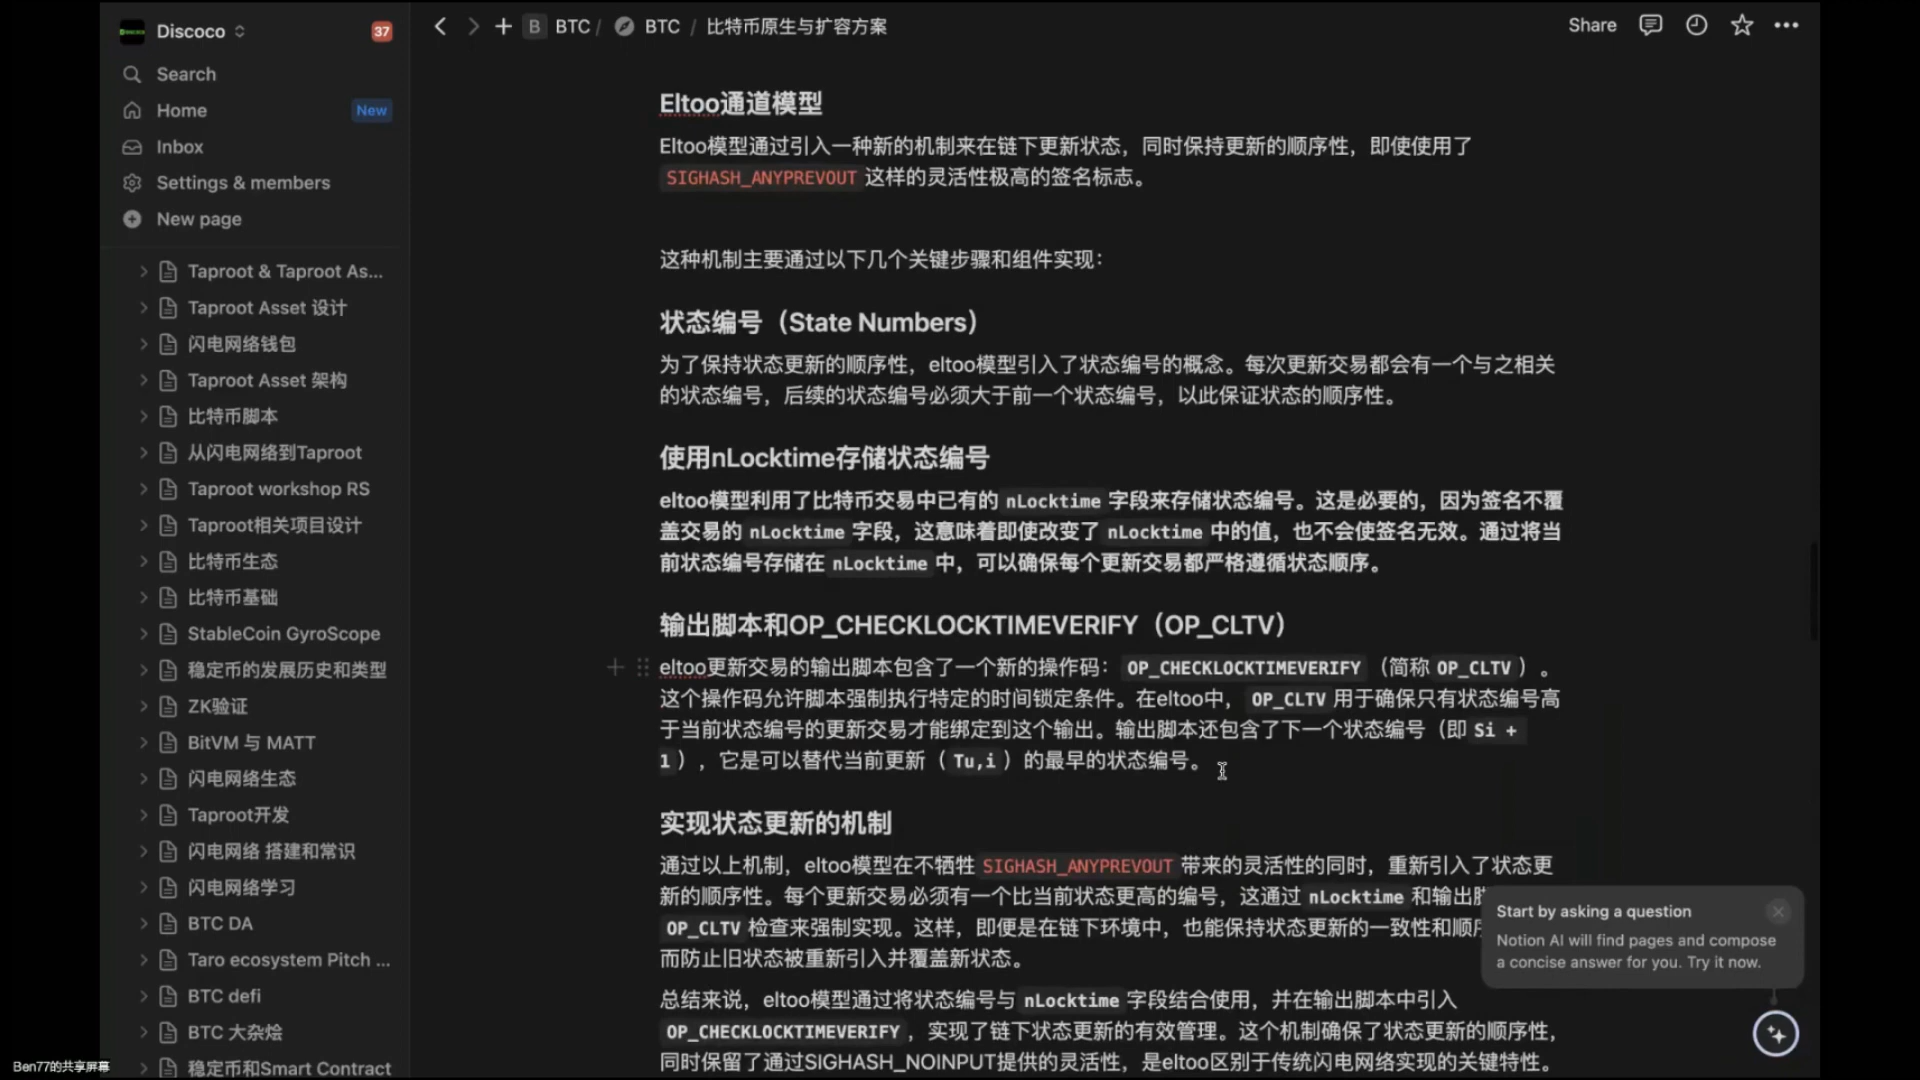 Discoco
37
Search
Home
New
Inbox
Settings & members
New page
Taproot & Taproot As...
Taproot Asset 设计
闪电网络钱包
Taproot Asset 架构
比特币脚本
从闪电网络到Taproot
Taproot workshop RS
Taproot相关项目设计
比特币生态
比特币基础
StableCoin GyroScope
稳定币的发展历史和类型
ZK验证
BitVM 与 MATT
闪电网络生态
Taproot开发
闪电网络 搭建和常识
闪电网络学习
BTC DA
Taro ecosystem Pitch ...
BTC defi
BTC 大杂烩
稳定币和Smart Contract
Ben77的共享屏幕
B BTC / BTC / 比特币原生与扩容方案
Share
Eltoo通道模型
Eltoo模型通过引入一种新的机制来在链下更新状态，同时保持更新的顺序性，即使使用了
SIGHASH_ANYPREVOUT 这样的灵活性极高的签名标志。
这种机制主要通过以下几个关键步骤和组件实现：
状态编号（State Numbers）
为了保持状态更新的顺序性，eltoo模型引入了状态编号的概念。每次更新交易都会有一个与之相关
的状态编号，后续的状态编号必须大于前一个状态编号，以此保证状态的顺序性。
使用nLocktime存储状态编号
eltoo模型利用了比特币交易中已有的 nLocktime 字段来存储状态编号。这是必要的，因为签名不覆
盖交易的 nLocktime 字段，这意味着即使改变了 nLocktime 中的值，也不会使签名无效。通过将当
前状态编号存储在 nLocktime 中，可以确保每个更新交易都严格遵循状态顺序。
输出脚本和OP_CHECKLOCKTIMEVERIFY（OP_CLTV）
eltoo更新交易的输出脚本包含了一个新的操作码： OP_CHECKLOCKTIMEVERIFY （简称 OP_CLTV ）。
这个操作码允许脚本强制执行特定的时间锁定条件。在eltoo中， OP_CLTV 用于确保只有状态编号高
于当前状态编号的更新交易才能绑定到这个输出。输出脚本还包含了下一个状态编号（即 Si +
1 ），它是可以替代当前更新（ Tu,i ）的最早的状态编号。
实现状态更新的机制
通过以上机制，eltoo模型在不牺牲 SIGHASH_ANYPREVOUT 带来的灵活性的同时，重新引入了状态更
新的顺序性。每个更新交易必须有一个比当前状态更高的编号，这通过 nLocktime 和输出
OP_CLTV 检查来强制实现。这样，即便是在链下环境中，也能保持状态更新的一致性和顺
而防止旧状态被重新引入并覆盖新状态。
总结来说，eltoo模型通过将状态编号与 nLocktime 字段结合使用，并在输出脚本中引入
OP_CHECKLOCKTIMEVERIFY ，实现了链下状态更新的有效管理。这个机制确保了状态更新的顺序性，
同时保留了通过SIGHASH_NOINPUT提供的灵活性，是eltoo区别于传统闪电网络实现的关键特性。
Start by asking a question
Notion AI will find pages and compose
a concise answer for you. Try it now.